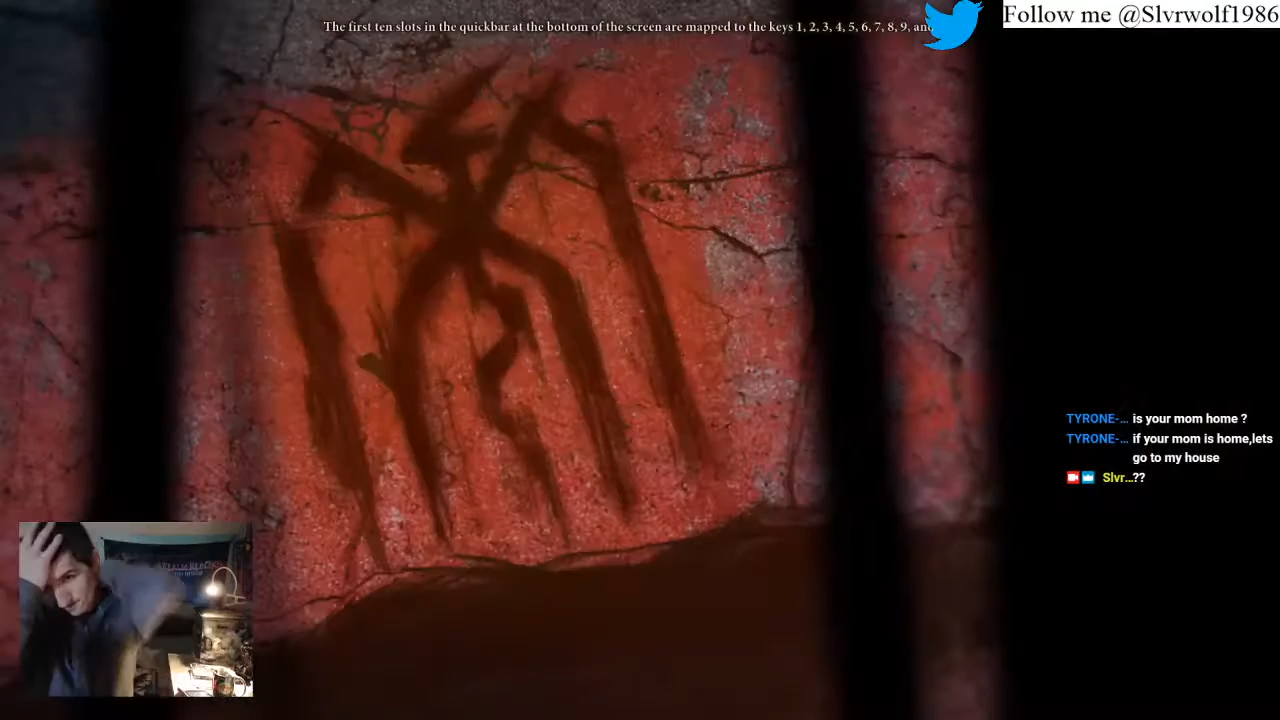 The first ten slots in the quickbar at the bottom of the screen are mapped to the keys 1, 2, 3, 4, 5, 6, 7, 8, 9, and
Follow me @Slvrwolf1986
TYRONE-… is your mom home ?
TYRONE-… if your mom is home,lets
go to my house
Slvr…??